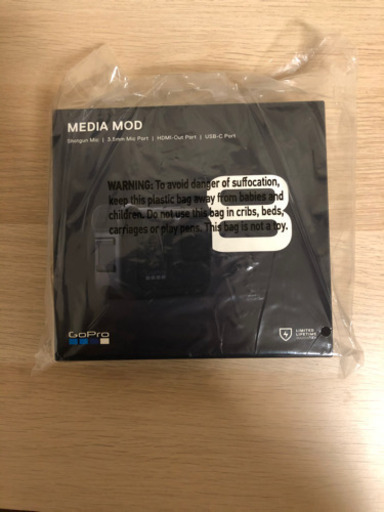 MEDIA MOD
Shotgun Mic | 3.5mm Mic Port | HDMI-Out Port | USB-C Port
WARNING: To avoid danger of suffocation,
keep this plastic bag away from babies and
children. Do not use this bag in cribs, beds,
carriages or play pens. This bag is not a toy.
8
GoPro
LIMITED
LIFETIME